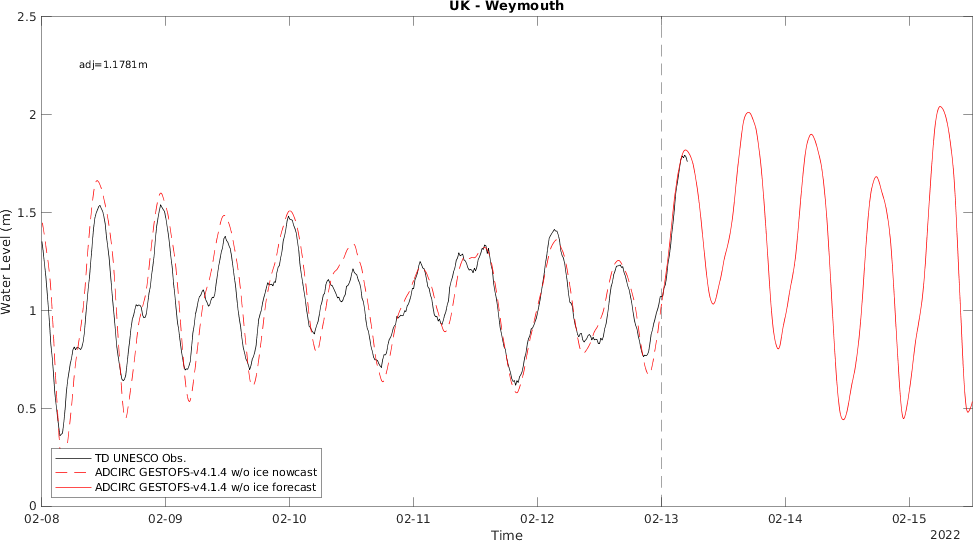 UK - Weymouth
2.5
adj=1.1781m
2
1.5
Water Level (m)
1
0.5
TD UNESCO Obs.
ADCIRC GESTOFS-v4.1.4 w/o ice nowcast
ADCIRC GESTOFS-v4.1.4 w/o ice forecast
0
02-08 02-09 02-10 02-11 02-12 02-13 02-14 02-15
Time
2022